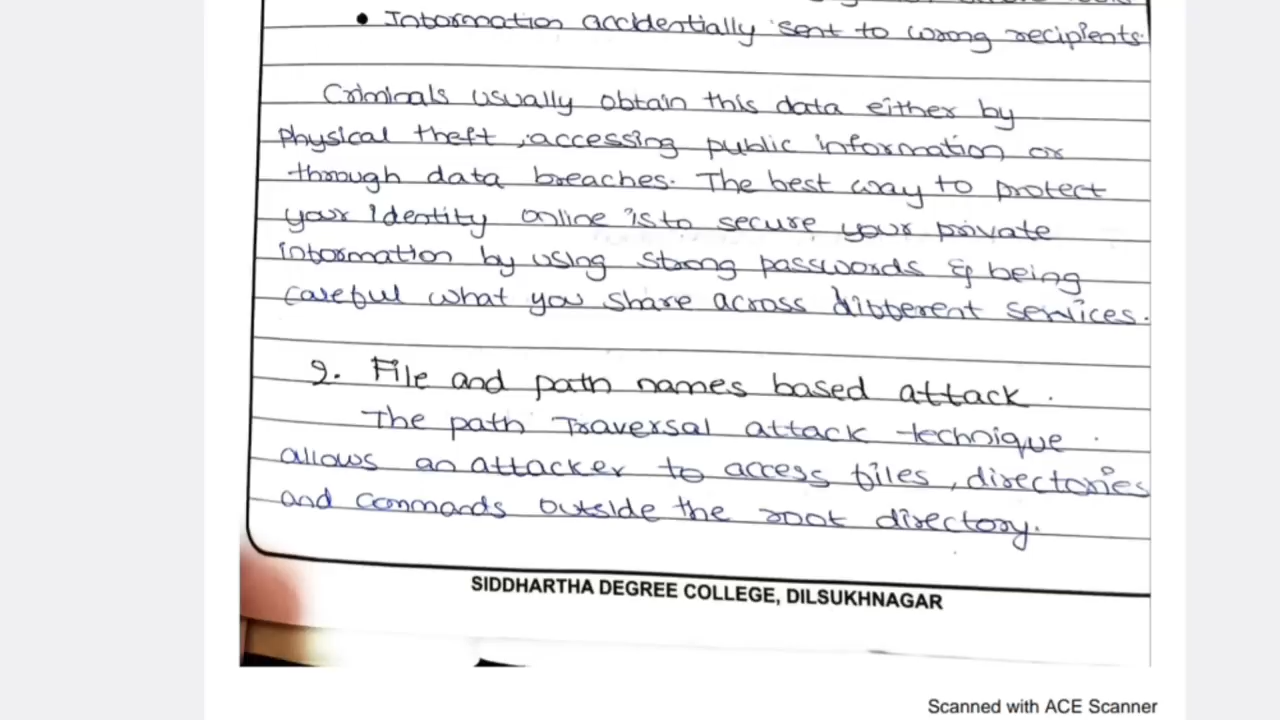 • Information accidentially sent to wrong recipients.
Criminals usually obtain this data either by
physical theft, accessing public information or
through data breaches. The best way to protect
your identity online is to secure your private
information by using strong passwords & being
careful what you share across different services.
2. File and path names based attack.
The path Traversal attack technique
allows an attacker to access files, directories
and commands outside the root directory.
SIDDHARTHA DEGREE COLLEGE, DILSUKHNAGAR
Scanned with ACE Scanner